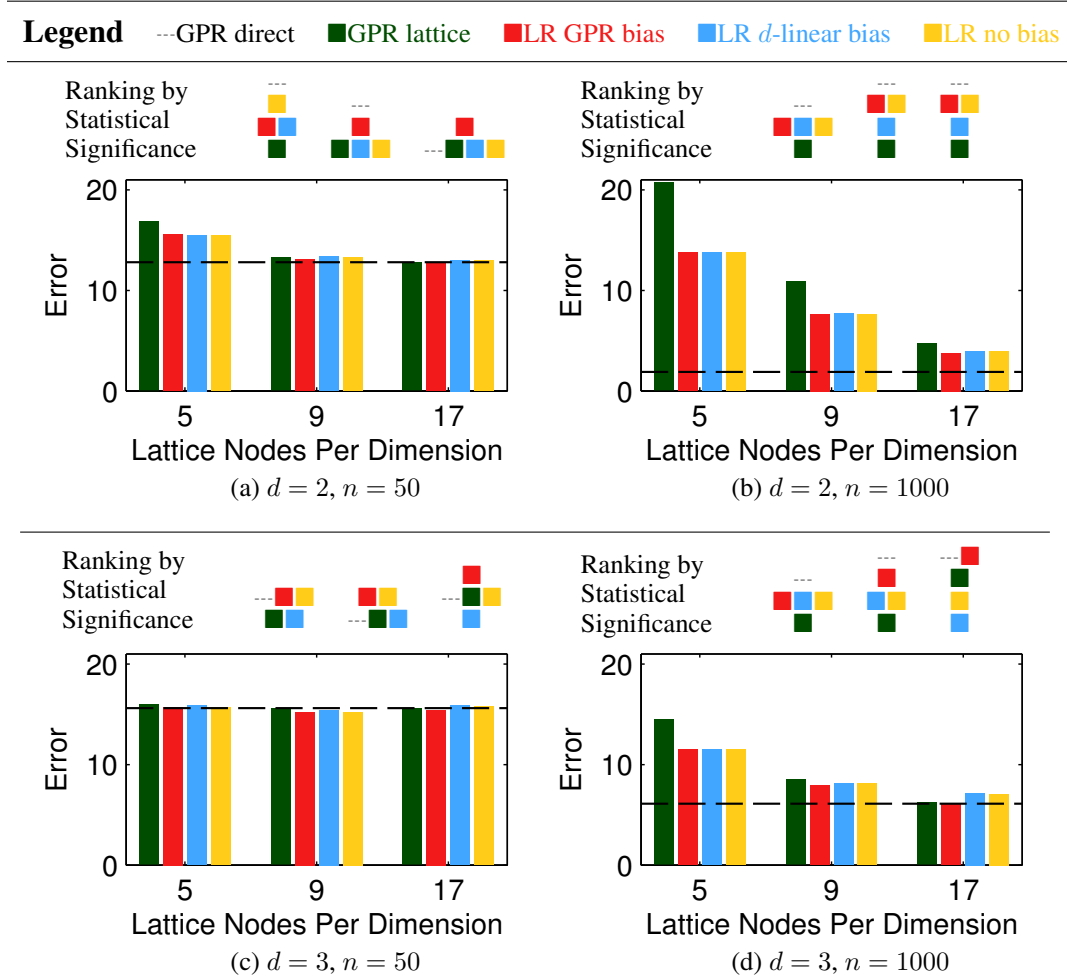 Legend ---GPR direct GPR lattice LR GPR bias LR d-linear bias LR no bias
Ranking by
Statistical
Significance
20
10
0
Error
5 9 17
Lattice Nodes Per Dimension
(a) d = 2, n = 50
Ranking by
Statistical
Significance
20
10
0
Error
5 9 17
Lattice Nodes Per Dimension
(b) d = 2, n = 1000
Ranking by
Statistical
Significance
20
10
0
Error
5 9 17
Lattice Nodes Per Dimension
(c) d = 3, n = 50
Ranking by
Statistical
Significance
20
10
0
Error
5 9 17
Lattice Nodes Per Dimension
(d) d = 3, n = 1000